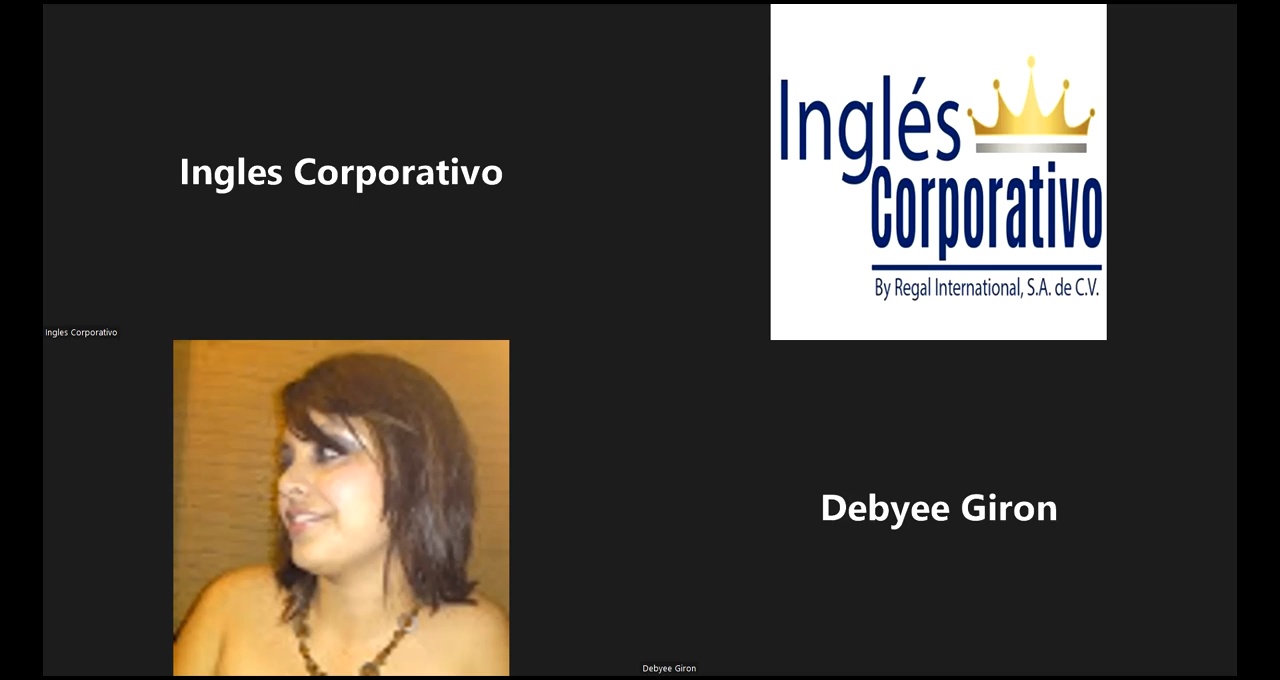 Ingles Corporativo
Inglés
Corporativo
By Regal International, S.A. de C.V.
Ingles Corporativo
Debyee Giron
Debyee Giron